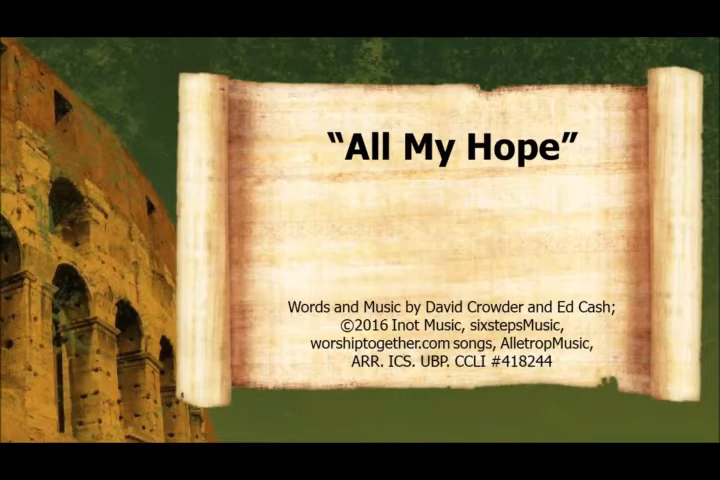 “All My Hope”
Words and Music by David Crowder and Ed Cash;
©2016 Inot Music, sixstepsMusic,
worshiptogether.com songs, AlletropMusic,
ARR. ICS. UBP. CCLI #418244